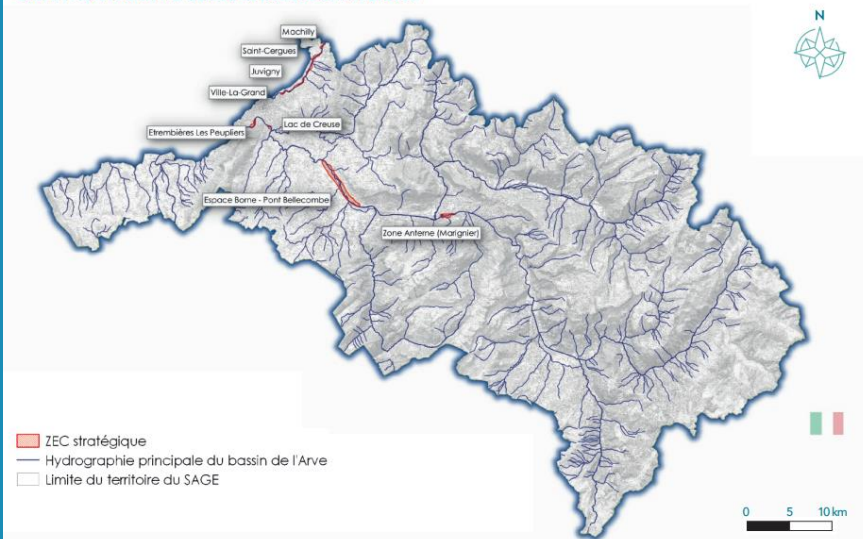 N
Machilly
Saint-Cergues
Juvigny
Ville-La-Grand
Etrembières Les Peupliers
Lac de Creuse
Espace Borne - Pont Bellecombe
Zone Anterne (Marignier)
ZEC stratégique
Hydrographie principale du bassin de l'Arve
Limite du territoire du SAGE
0 5 10 km